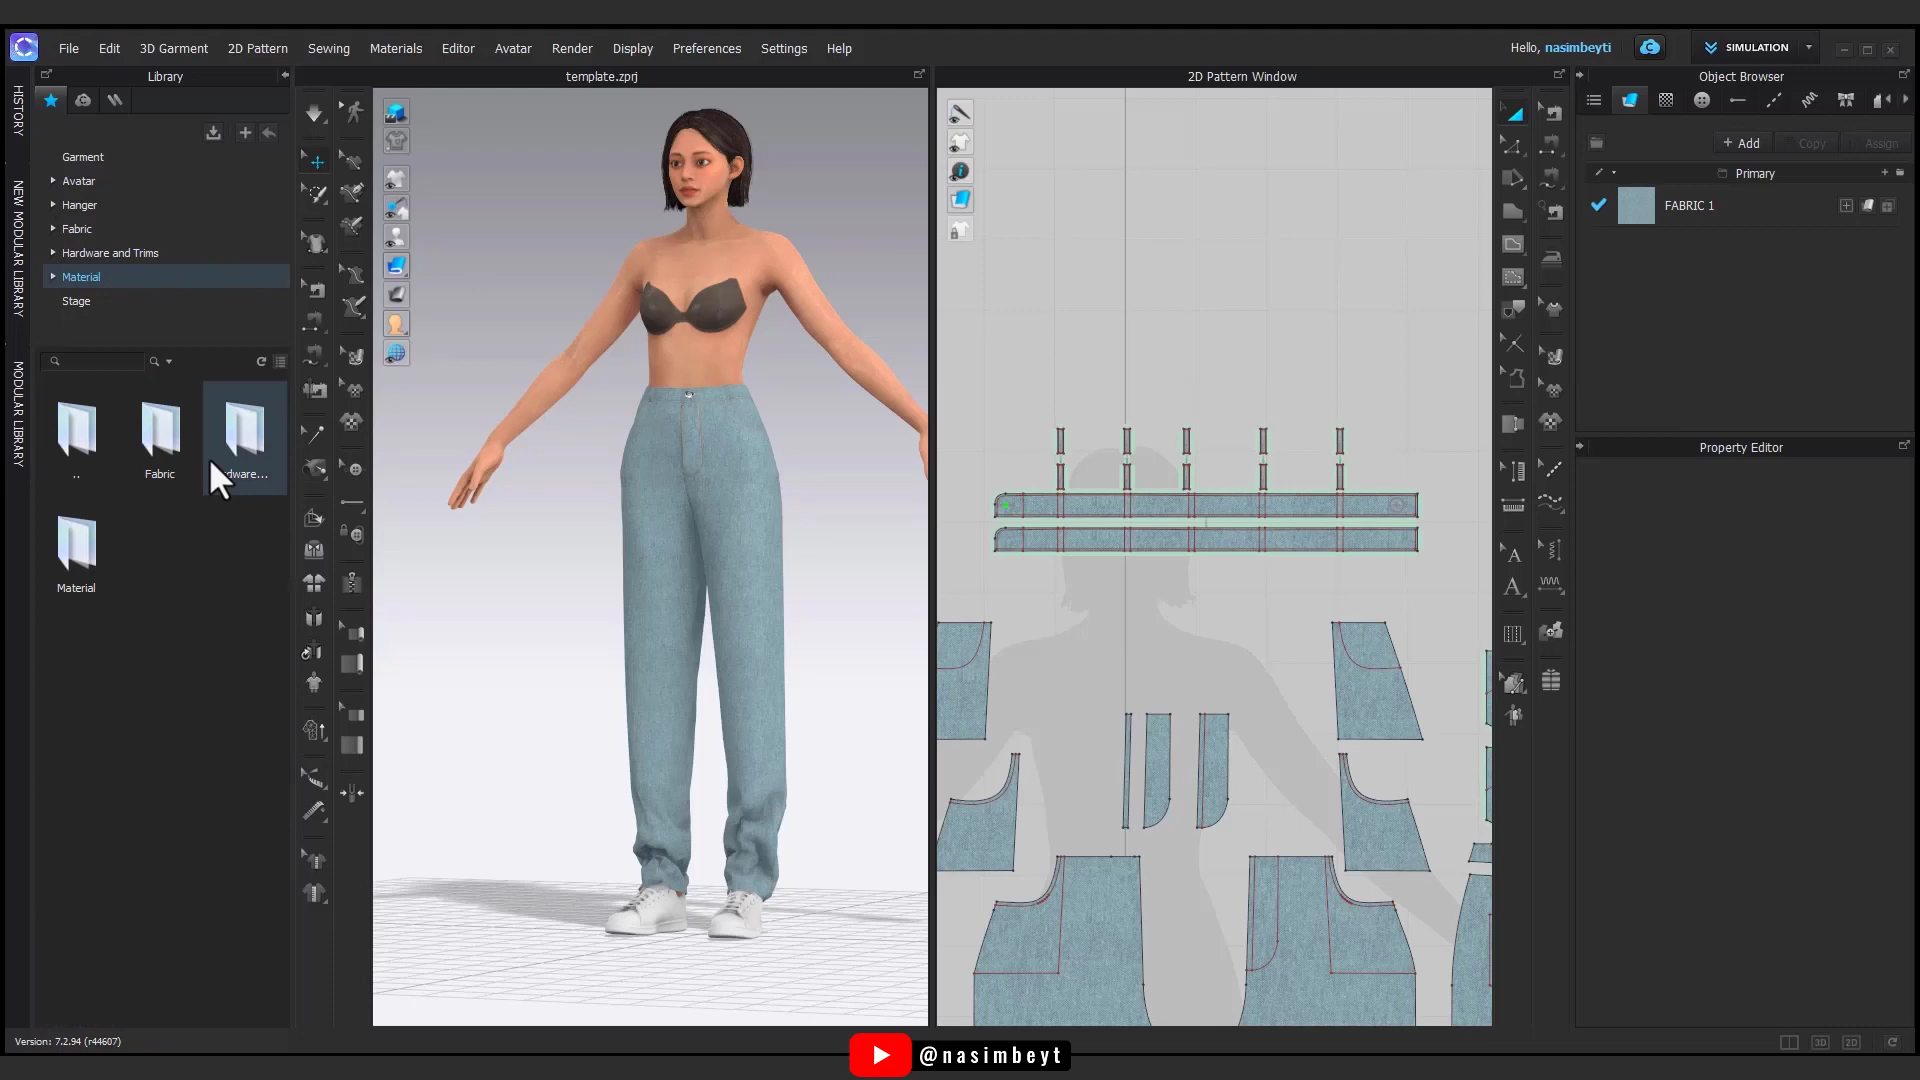 File Edit 3D Garment 2D Pattern Sewing Materials Editor Avatar Render Display Preferences Settings Help
Hello, nasimbeyti
SIMULATION
Library
template.zprj
2D Pattern Window
Object Browser
HISTORY
NEW MODULAR LIBRARY
MODULAR LIBRARY
Garment
Avatar
Hanger
Fabric
Hardware and Trims
Material
Stage
..
Fabric
dware...
Material
+ Add
Copy
Assign
Primary
FABRIC 1
Property Editor
A
A
3D
2D
Version: 7.2.94 (r44607)
@nasimbeyt